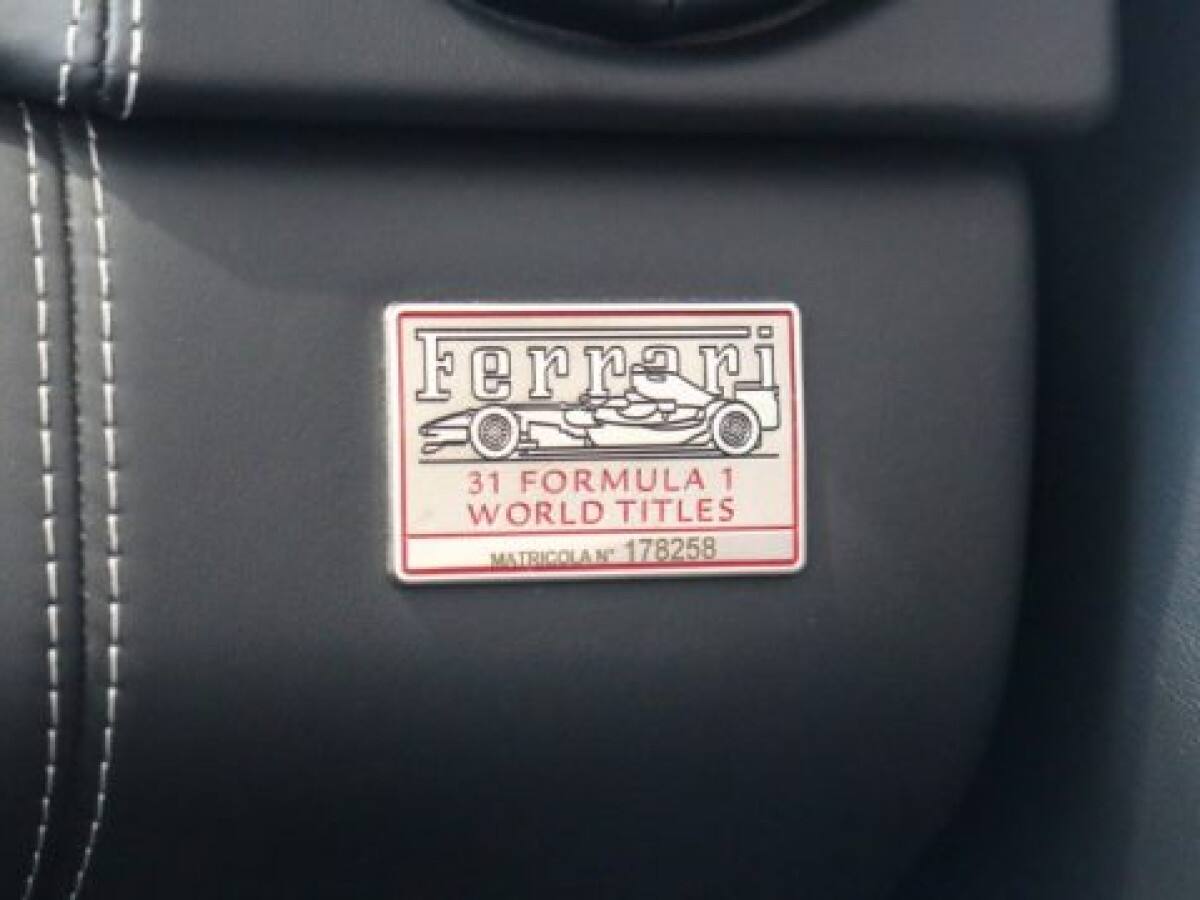 Ferrari
31 FORMULA 1
WORLD TITLES
MATRICOLA N° 178258